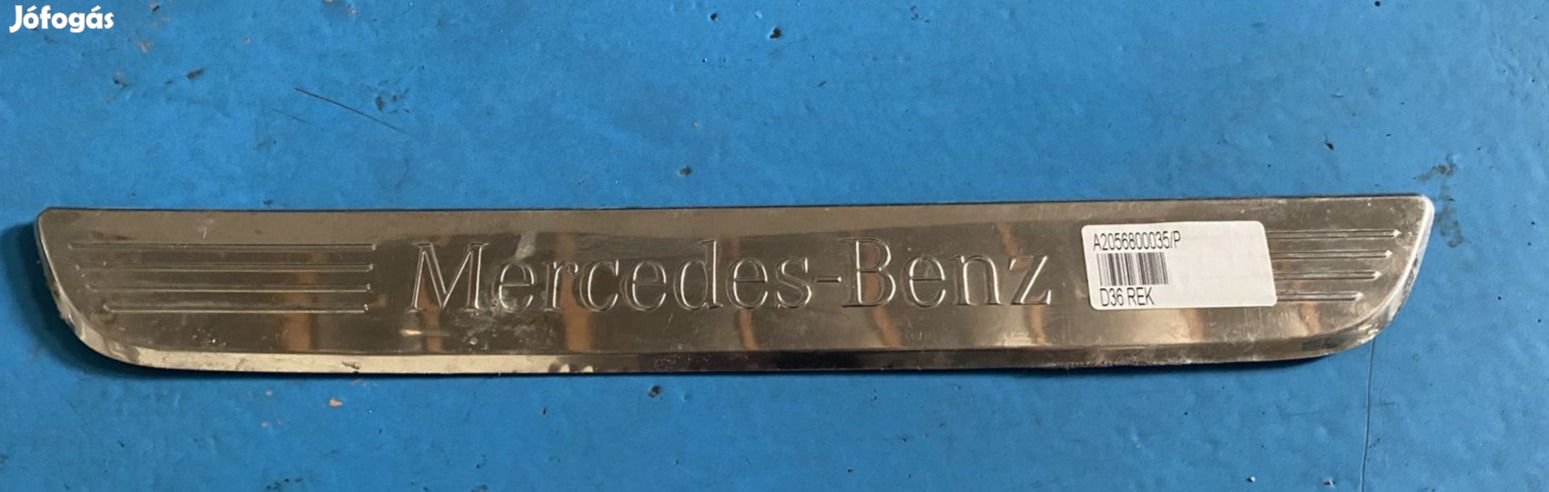 Jófogás
Mercedes-Benz
A2056800035/P
D36 REK